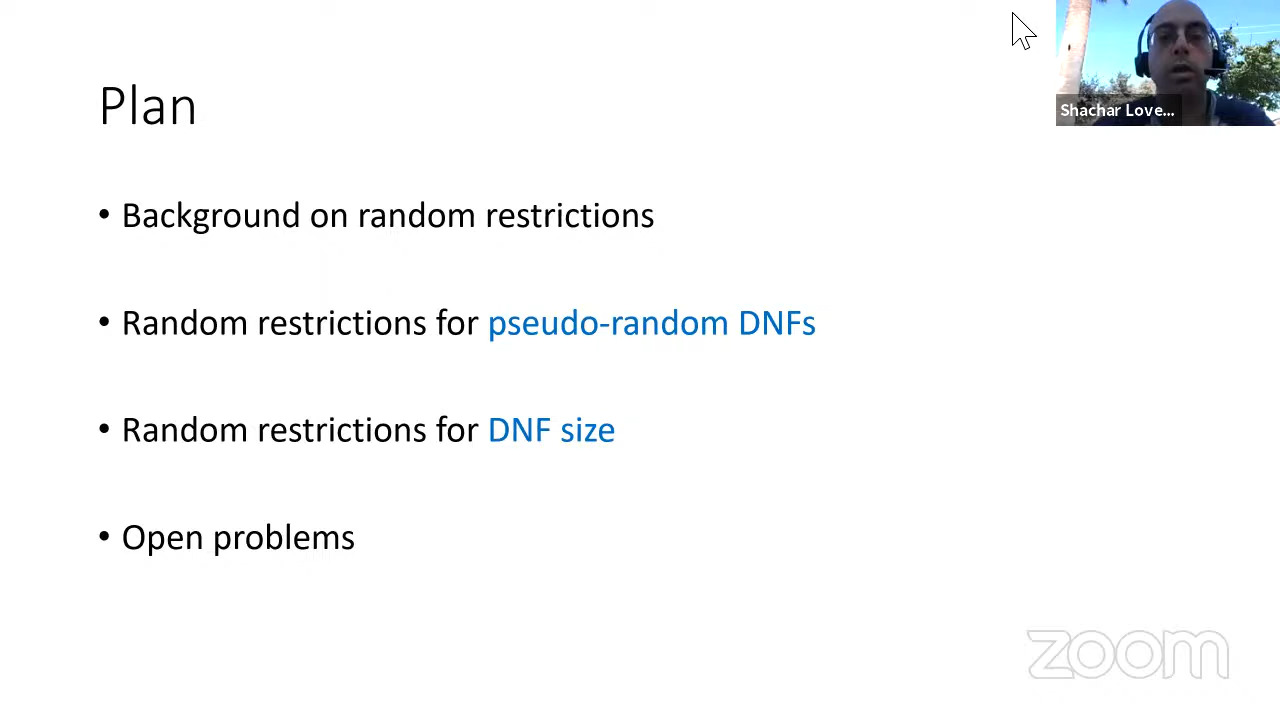 Plan
Shachar Love...
• Background on random restrictions
• Random restrictions for pseudo-random DNFs
• Random restrictions for DNF size
• Open problems
zoom